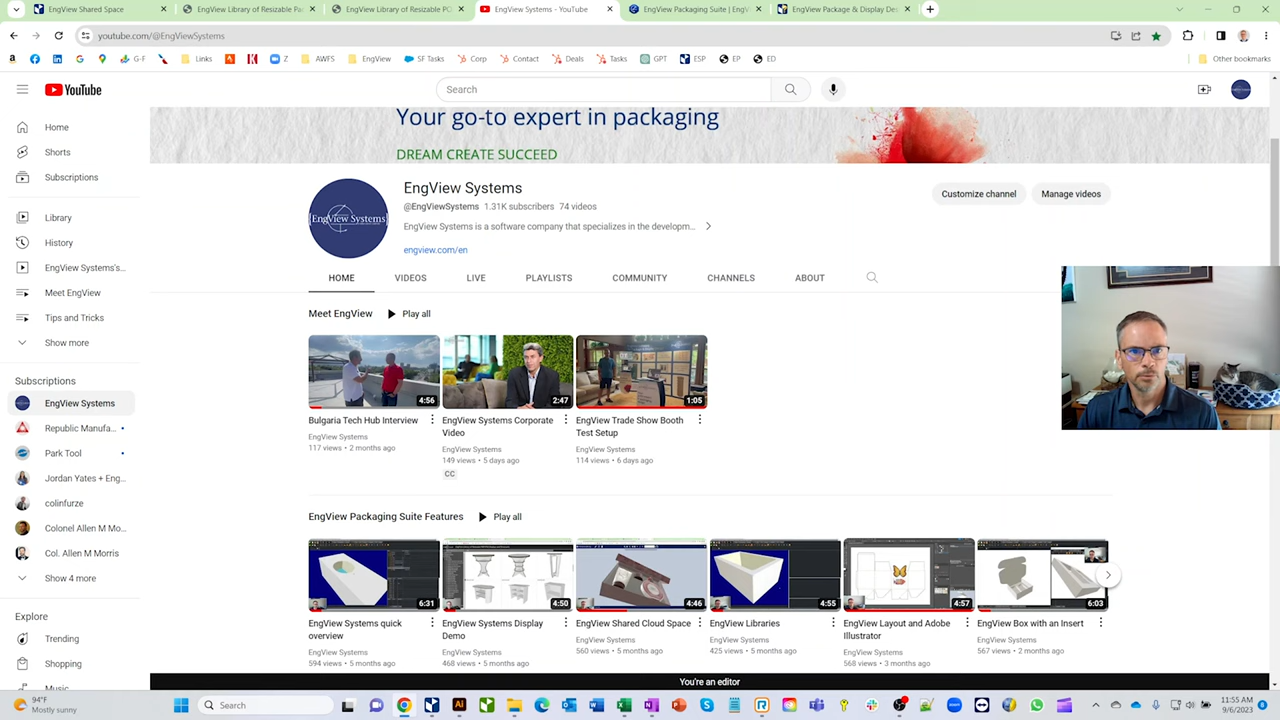 EngView Shared Space
EngView Library of Resizable Pa
EngView Library of Resizable PO
EngView Systems - YouTube
EngView Packaging Suite | EngV
EngView Package & Display De
youtube.com/@EngViewSystems
G-F
Links
Z
AWFS
EngView
SF Tasks
Corp
Contact
Deals
Tasks
GPT
ESP
EP
ED
Other bookmarks
YouTube
Search
Home
Shorts
Subscriptions
Library
History
EngView Systems's...
Meet EngView
Tips and Tricks
Show more
Subscriptions
EngView Systems
Republic Manufa...
Park Tool
Jordan Yates + Eng...
colinfurze
Colonel Allen M Mo...
Col. Allen M Morris
Show 4 more
Explore
Trending
Shopping
Music
Your go-to expert in packaging
DREAM CREATE SUCCEED
EngView Systems
EngView Systems
@EngViewSystems 1.31K subscribers 74 videos
EngView Systems is a software company that specializes in the developm...
engview.com/en
Customize channel
Manage videos
HOME VIDEOS LIVE PLAYLISTS COMMUNITY CHANNELS ABOUT
Meet EngView Play all
4:56
Bulgaria Tech Hub Interview
EngView Systems
117 views • 2 months ago
2:47
EngView Systems Corporate
Video
EngView Systems
149 views • 5 days ago
CC
1:05
EngView Trade Show Booth
Test Setup
EngView Systems
114 views • 6 days ago
EngView Packaging Suite Features Play all
6:31
EngView Systems quick
overview
EngView Systems
594 views • 5 months ago
4:50
EngView Systems Display
Demo
EngView Systems
468 views • 5 months ago
4:46
EngView Shared Cloud Space
EngView Systems
560 views • 5 months ago
4:55
EngView Libraries
EngView Systems
425 views • 5 months ago
4:57
EngView Layout and Adobe
Illustrator
EngView Systems
568 views • 3 months ago
6:03
EngView Box with an Insert
EngView Systems
567 views • 2 months ago
You're an editor
94°F
Mostly sunny
Search
11:55 AM
9/6/2023